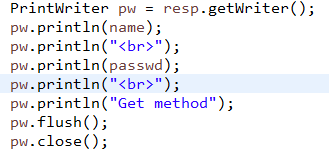 PrintWriter pw = resp.getWriter();
pw.println(name);
pw.println("<br>");
pw.println(passwd);
pw.println("<br>");
pw.println("Get method");
pw.flush();
pw.close();